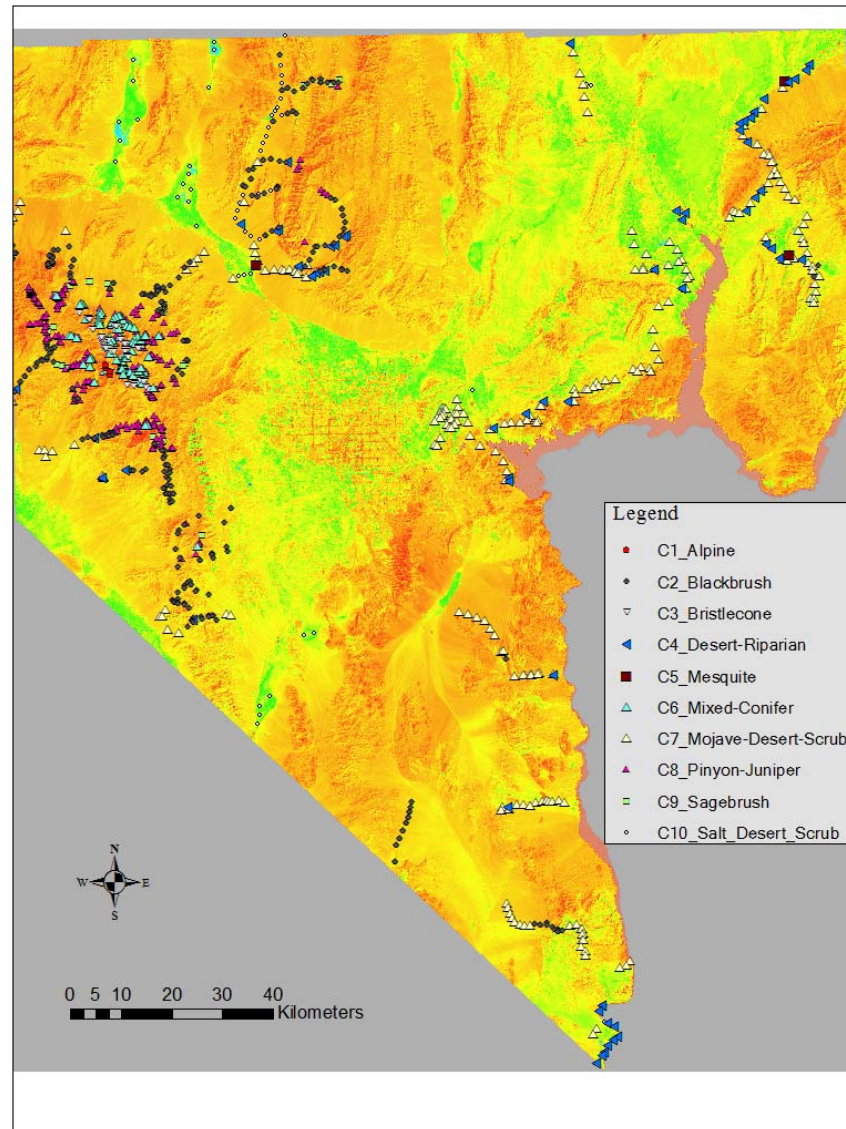 Legend
C1_Alpine
C2_Blackbrush
C3_Bristlecone
C4_Desert-Riparian
C5_Mesquite
C6_Mixed-Conifer
C7_Mojave-Desert-Scrub
C8_Pinyon-Juniper
C9_Sagebrush
C10_Salt_Desert_Scrub
N
W E
S
0 5 10 20 30 40
Kilometers